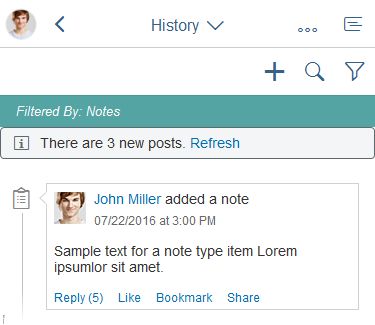 History
Filtered By: Notes
There are 3 new posts. Refresh
John Miller added a note
07/22/2016 at 3:00 PM
Sample text for a note type item Lorem
ipsumlor sit amet.
Reply (5) Like Bookmark Share